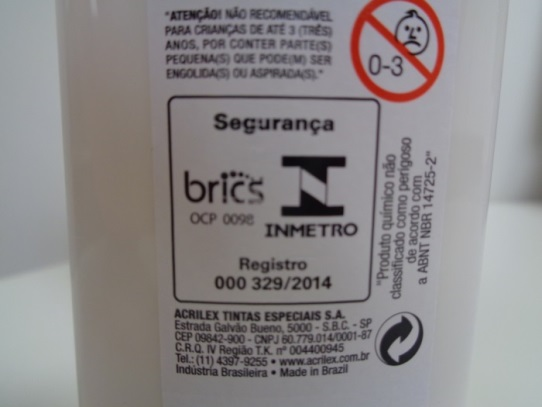 "ATENÇÃO! NÃO RECOMENDÁVEL
PARA CRIANÇAS DE ATÉ 3 (TRÊS)
ANOS, POR CONTER PARTE(S)
PEQUENA(S) QUE PODE(M) SER
ENGOLIDA(S) OU ASPIRADA(S)."
0-3
Segurança
brics
OCP 0098
INMETRO
Registro
000 329/2014
"Produto químico não
classificado como perigoso
de acordo com
a ABNT NBR 14725-2"
ACRILEX TINTAS ESPECIAIS S.A.
Estrada Galvão Bueno, 5000 - S.B.C. - SP
CEP 09842-900 - CNPJ 60.779.014/0001-87
C.R.Q. IV Região T.K. nº 004400945
Tel.: (11) 4397-9255 • www.acrilex.com.br
Indústria Brasileira • Made in Brazil